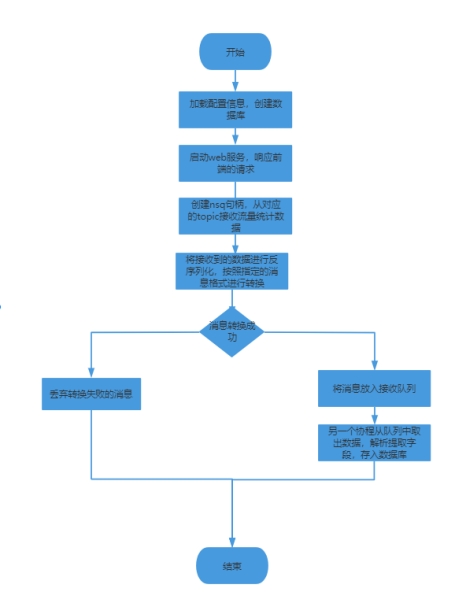 开始
加载配置信息，创建数
据库
启动web服务，响应前
端的请求
创建nsq句柄，从对应
的topic接收流量统计数
据
将接收到的数据进行反
序列化，按照指定的消
息格式进行转换
消息转换成
功
丢弃转换失败的消息
将消息放入接收队列
另一个协程从队列中取
出数据，解析提取字
段，存入数据库
结束